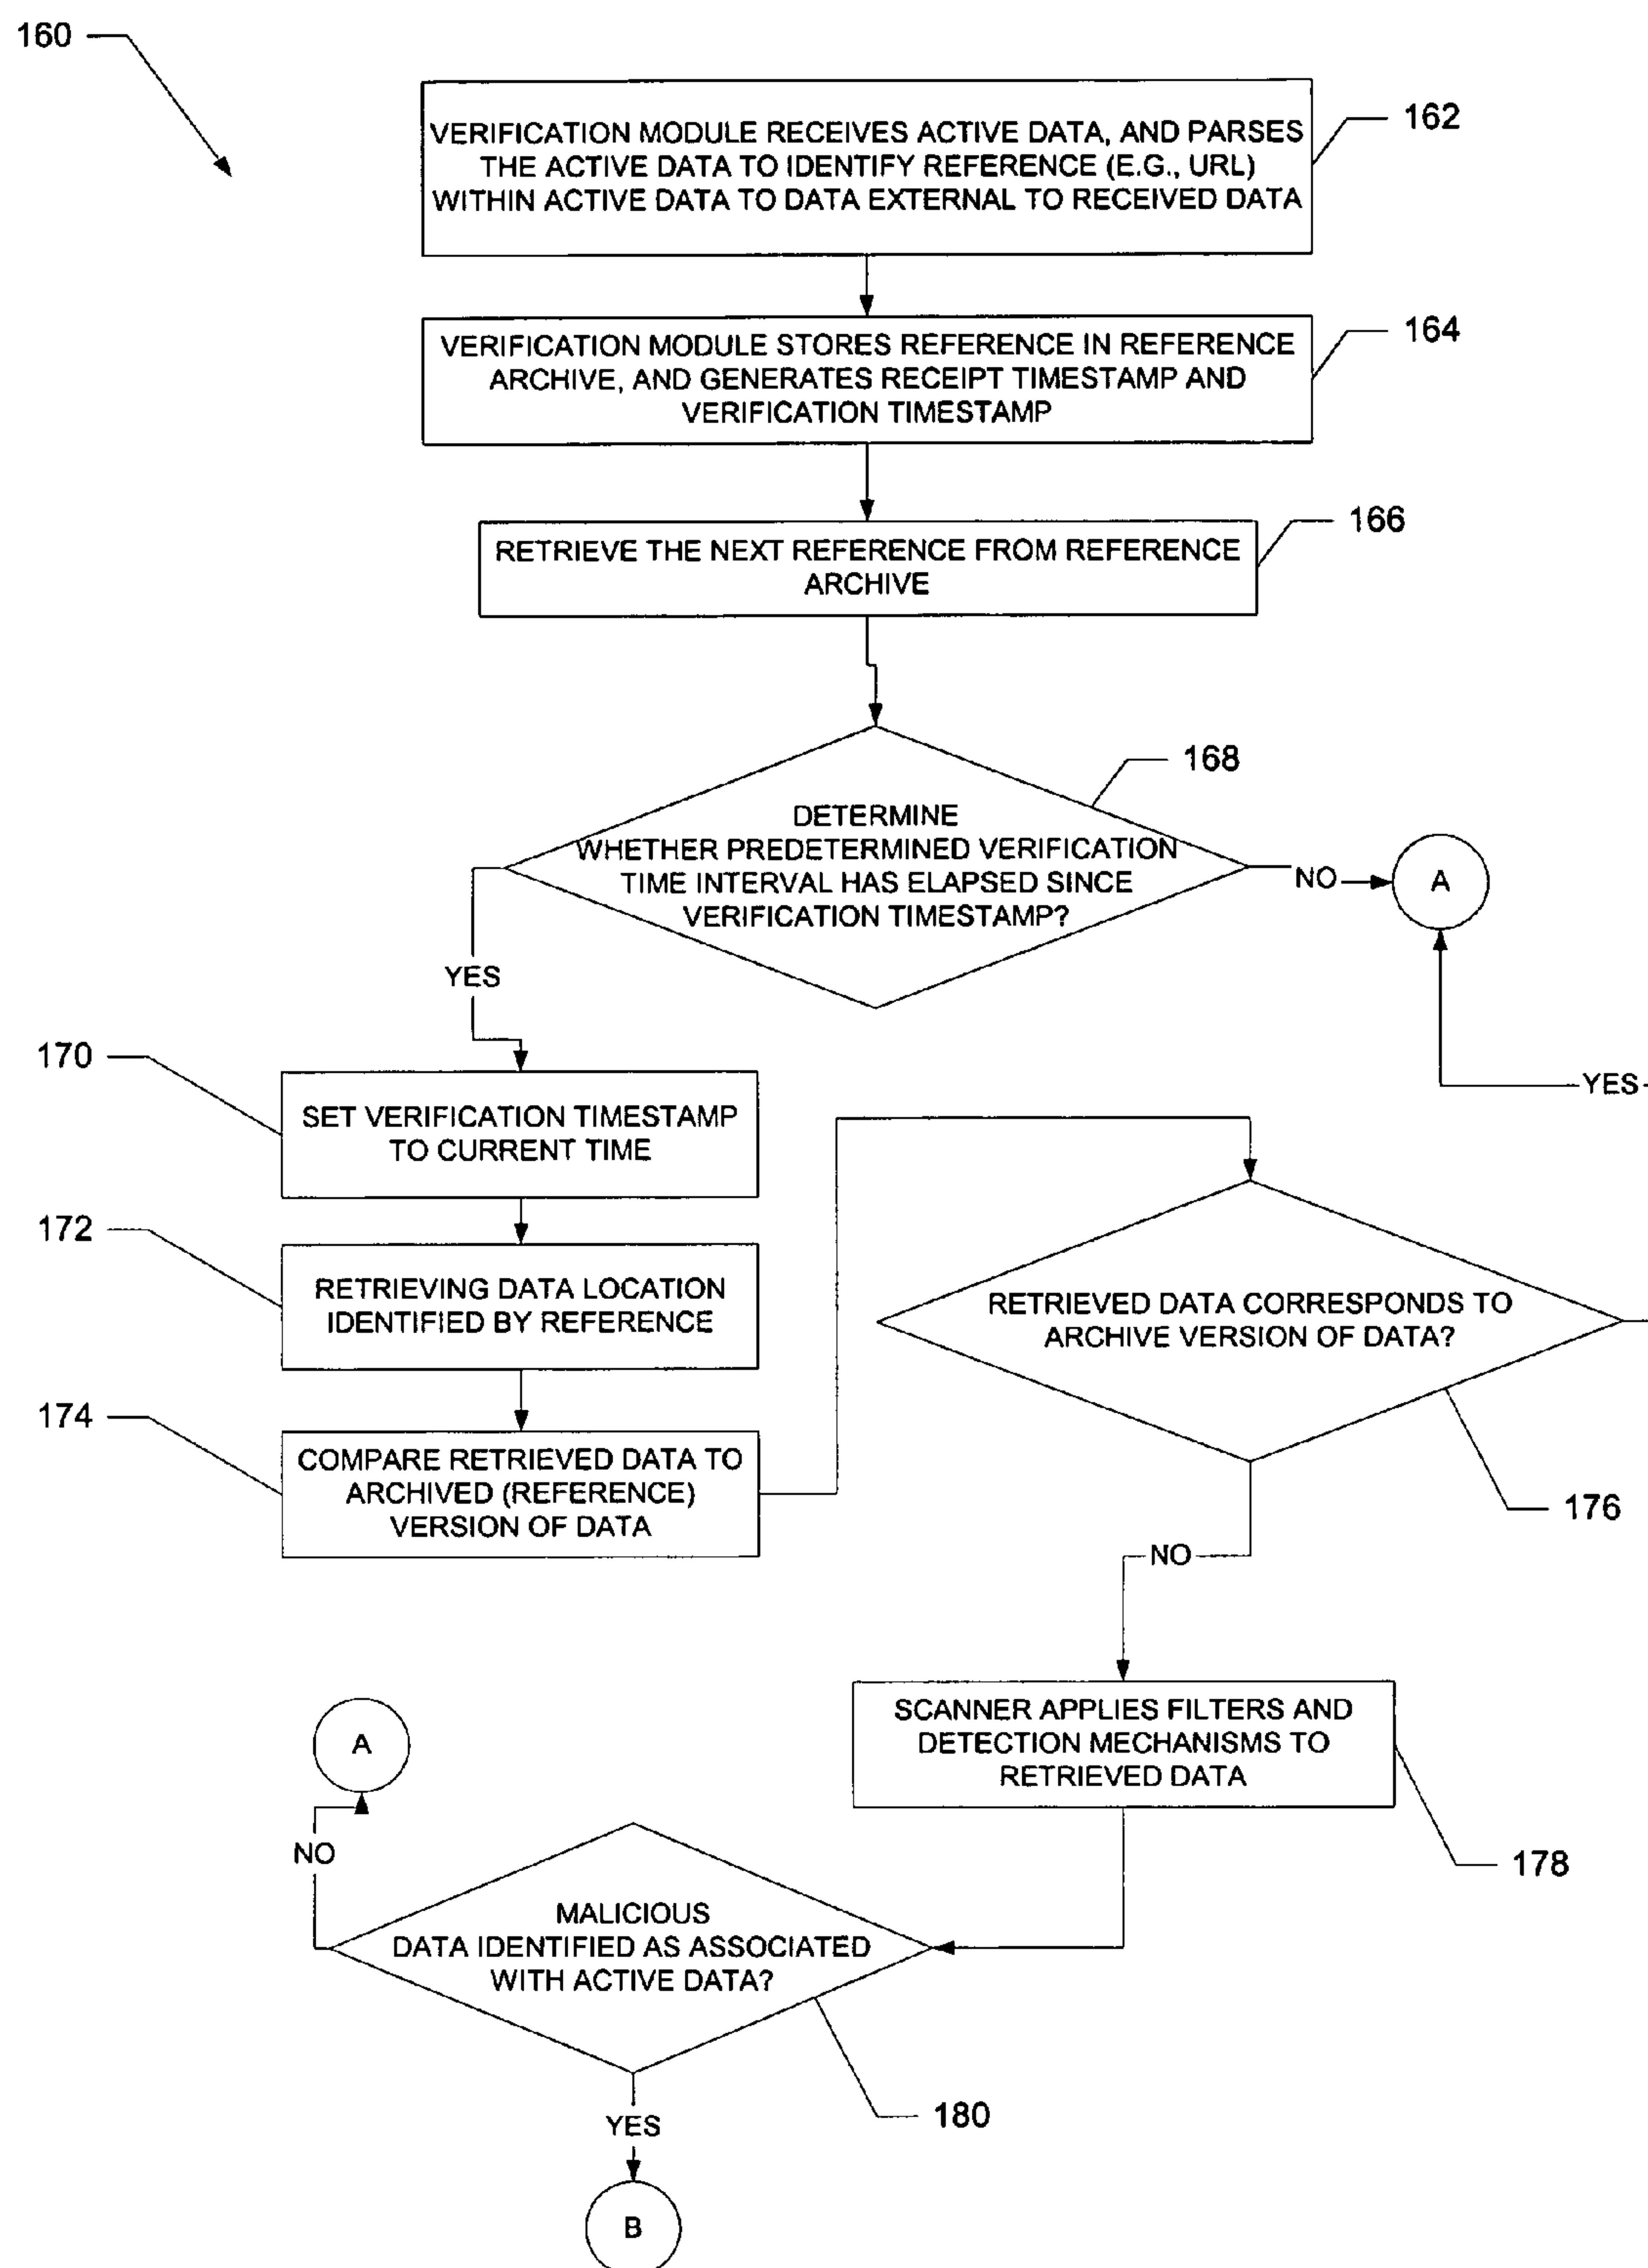 160
VERIFICATION MODULE RECEIVES ACTIVE DATA, AND PARSES
THE ACTIVE DATA TO IDENTIFY REFERENCE (E.G., URL)
WITHIN ACTIVE DATA TO DATA EXTERNAL TO RECEIVED DATA
162
VERIFICATION MODULE STORES REFERENCE IN REFERENCE
ARCHIVE, AND GENERATES RECEIPT TIMESTAMP AND
VERIFICATION TIMESTAMP
164
RETRIEVE THE NEXT REFERENCE FROM REFERENCE
ARCHIVE
166
168
DETERMINE
WHETHER PREDETERMINED VERIFICATION
TIME INTERVAL HAS ELAPSED SINCE
VERIFICATION TIMESTAMP?
NO
A
YES
YES
170
SET VERIFICATION TIMESTAMP
TO CURRENT TIME
172
RETRIEVING DATA LOCATION
IDENTIFIED BY REFERENCE
174
COMPARE RETRIEVED DATA TO
ARCHIVED (REFERENCE)
VERSION OF DATA
RETRIEVED DATA CORRESPONDS TO
ARCHIVE VERSION OF DATA?
176
NO
SCANNER APPLIES FILTERS AND
DETECTION MECHANISMS TO
RETRIEVED DATA
178
A
NO
MALICIOUS
DATA IDENTIFIED AS ASSOCIATED
WITH ACTIVE DATA?
180
YES
B